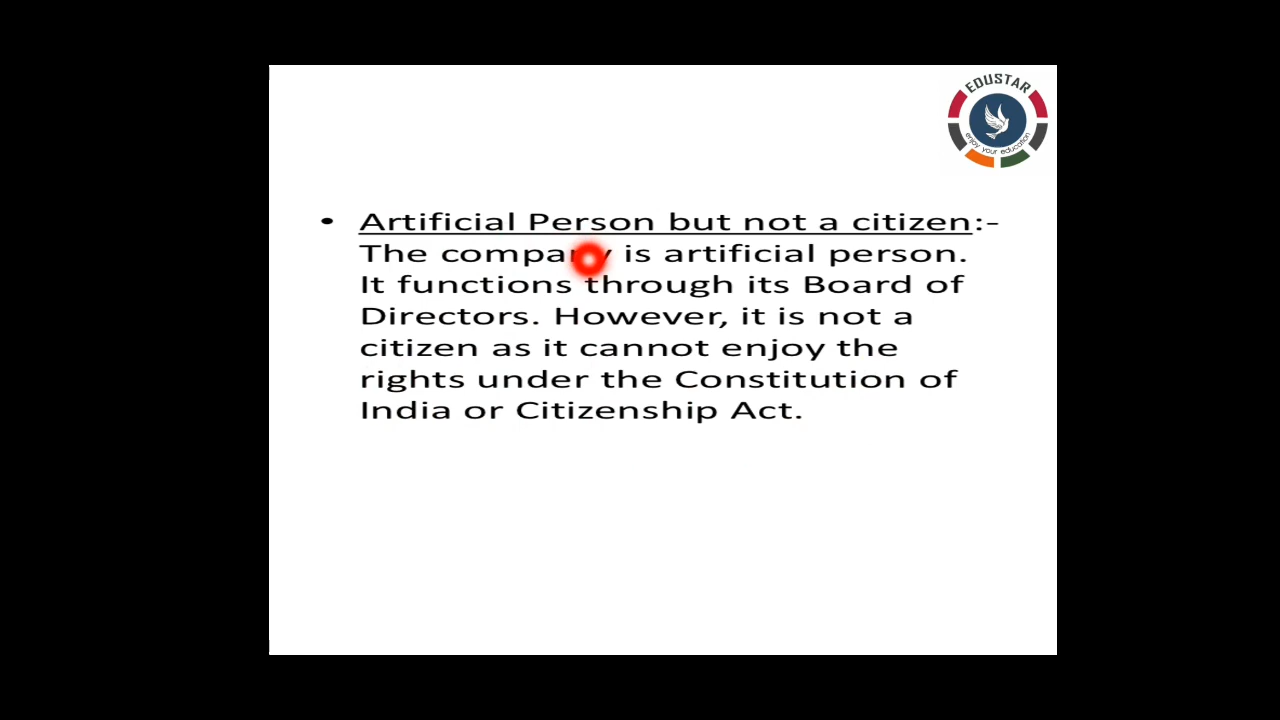 EDUSTAR
enjoy your education
• Artificial Person but not a citizen:-
The company is artificial person.
It functions through its Board of
Directors. However, it is not a
citizen as it cannot enjoy the
rights under the Constitution of
India or Citizenship Act.